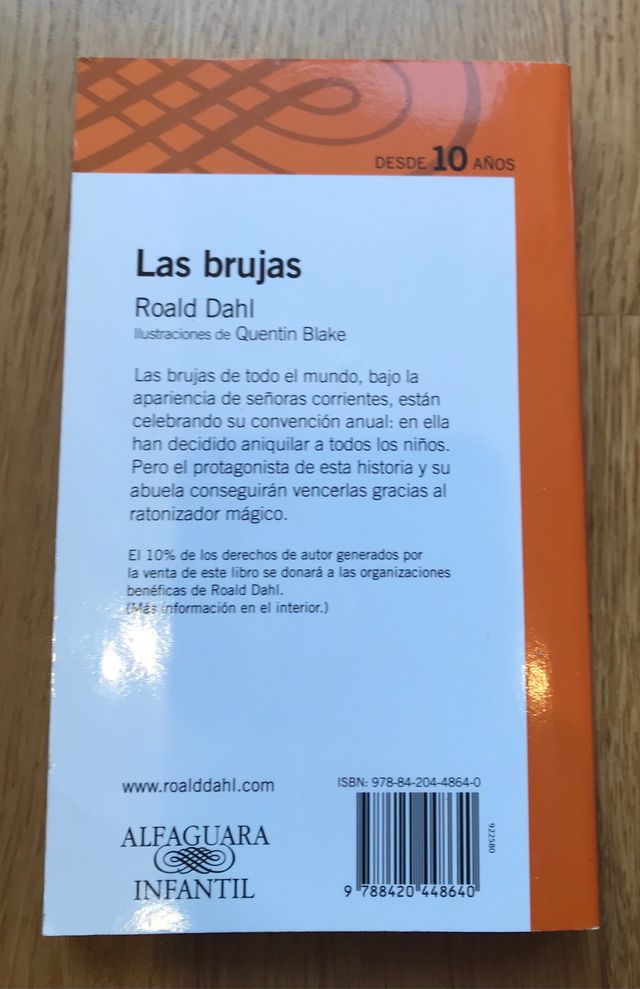 DESDE 10 AÑOS
Las brujas
Roald Dahl
Ilustraciones de Quentin Blake
Las brujas de todo el mundo, bajo la
apariencia de señoras corrientes, están
celebrando su convención anual: en ella
han decidido aniquilar a todos los niños.
Pero el protagonista de esta historia y su
abuela conseguirán vencerlas gracias al
ratonizador mágico.
El 10% de los derechos de autor generados por
la venta de este libro se donará a las organizaciones
benéficas de Roald Dahl.
(Más información en el interior.)
www.roalddahl.com
ISBN: 978-84-204-4864-0
922580
ALFAGUARA
INFANTIL
9 788420 448640